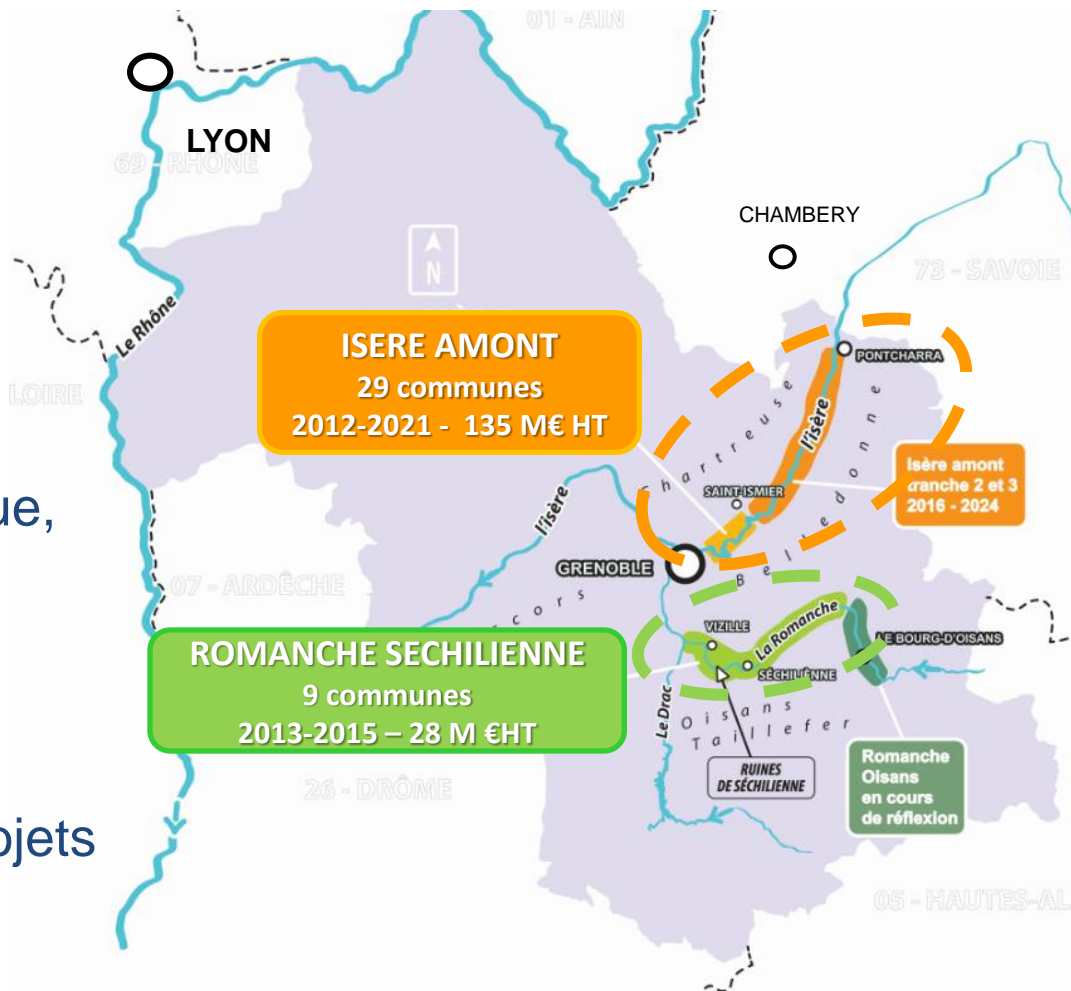 01 - AIN
LYON
69 - RHÔNE
CHAMBERY
N
73 - SAVOIE
Le Rhône
LOIRE
ISERE AMONT
29 communes
2012-2021 - 135 M€ HT
PONTCHARRA
l'isère
Chartreuse
Belledonne
SAINT-ISMIER
Isère amont
tranche 2 et 3
2016 - 2024
ue,
l'isère
GRENOBLE
07 - ARDÈCHE
cors
ROMANCHE SECHILIENNE
9 communes
2013-2015 – 28 M €HT
VIZILLE
La Romanche
LE BOURG-D'OISANS
SÉCHILIÈNNE
Le Drac
Oisans
Taillefer
RUINES
DE SÉCHILIENNE
Romanche
Oisans
en cours
de réflexion
26 - DRÔME
ojets
05 - HAUTES-AL